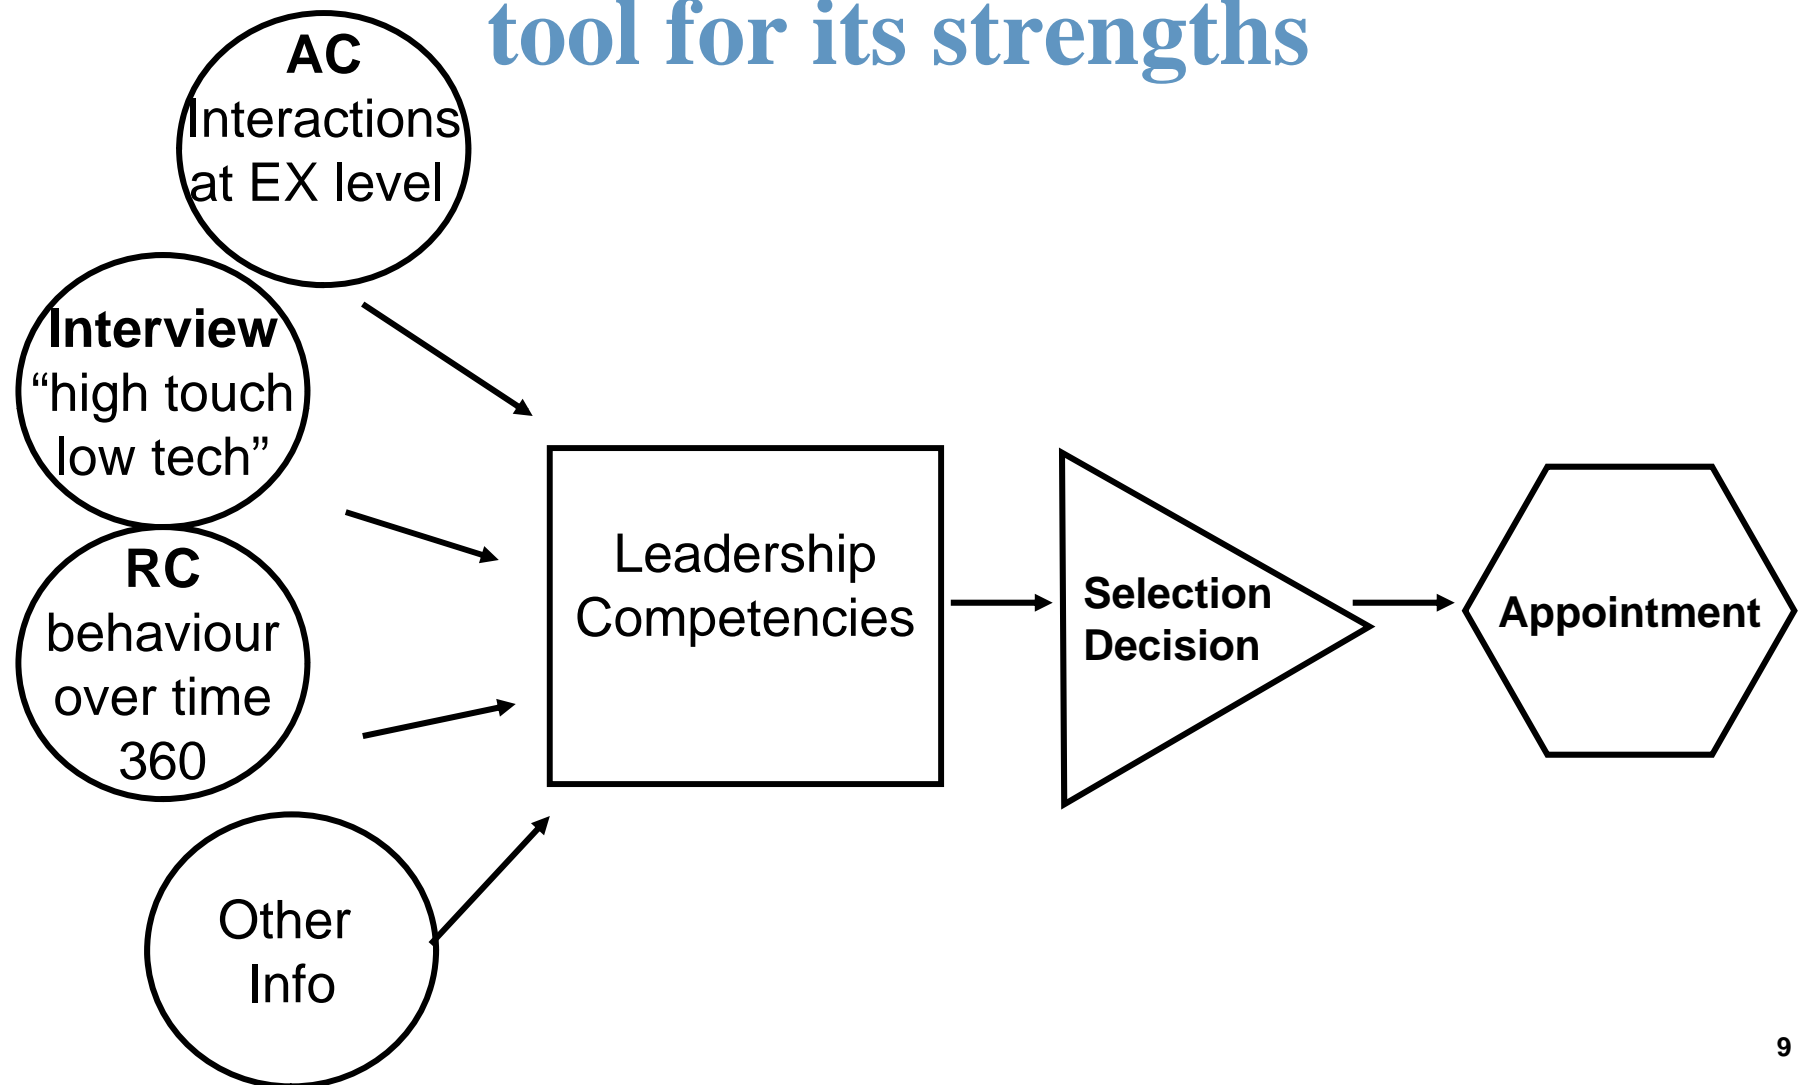 tool for its strengths
AC
Interactions
at EX level
Interview
“high touch
low tech”
RC
behaviour
over time
360
Other
Info
Leadership
Competencies
Selection
Decision
Appointment
9